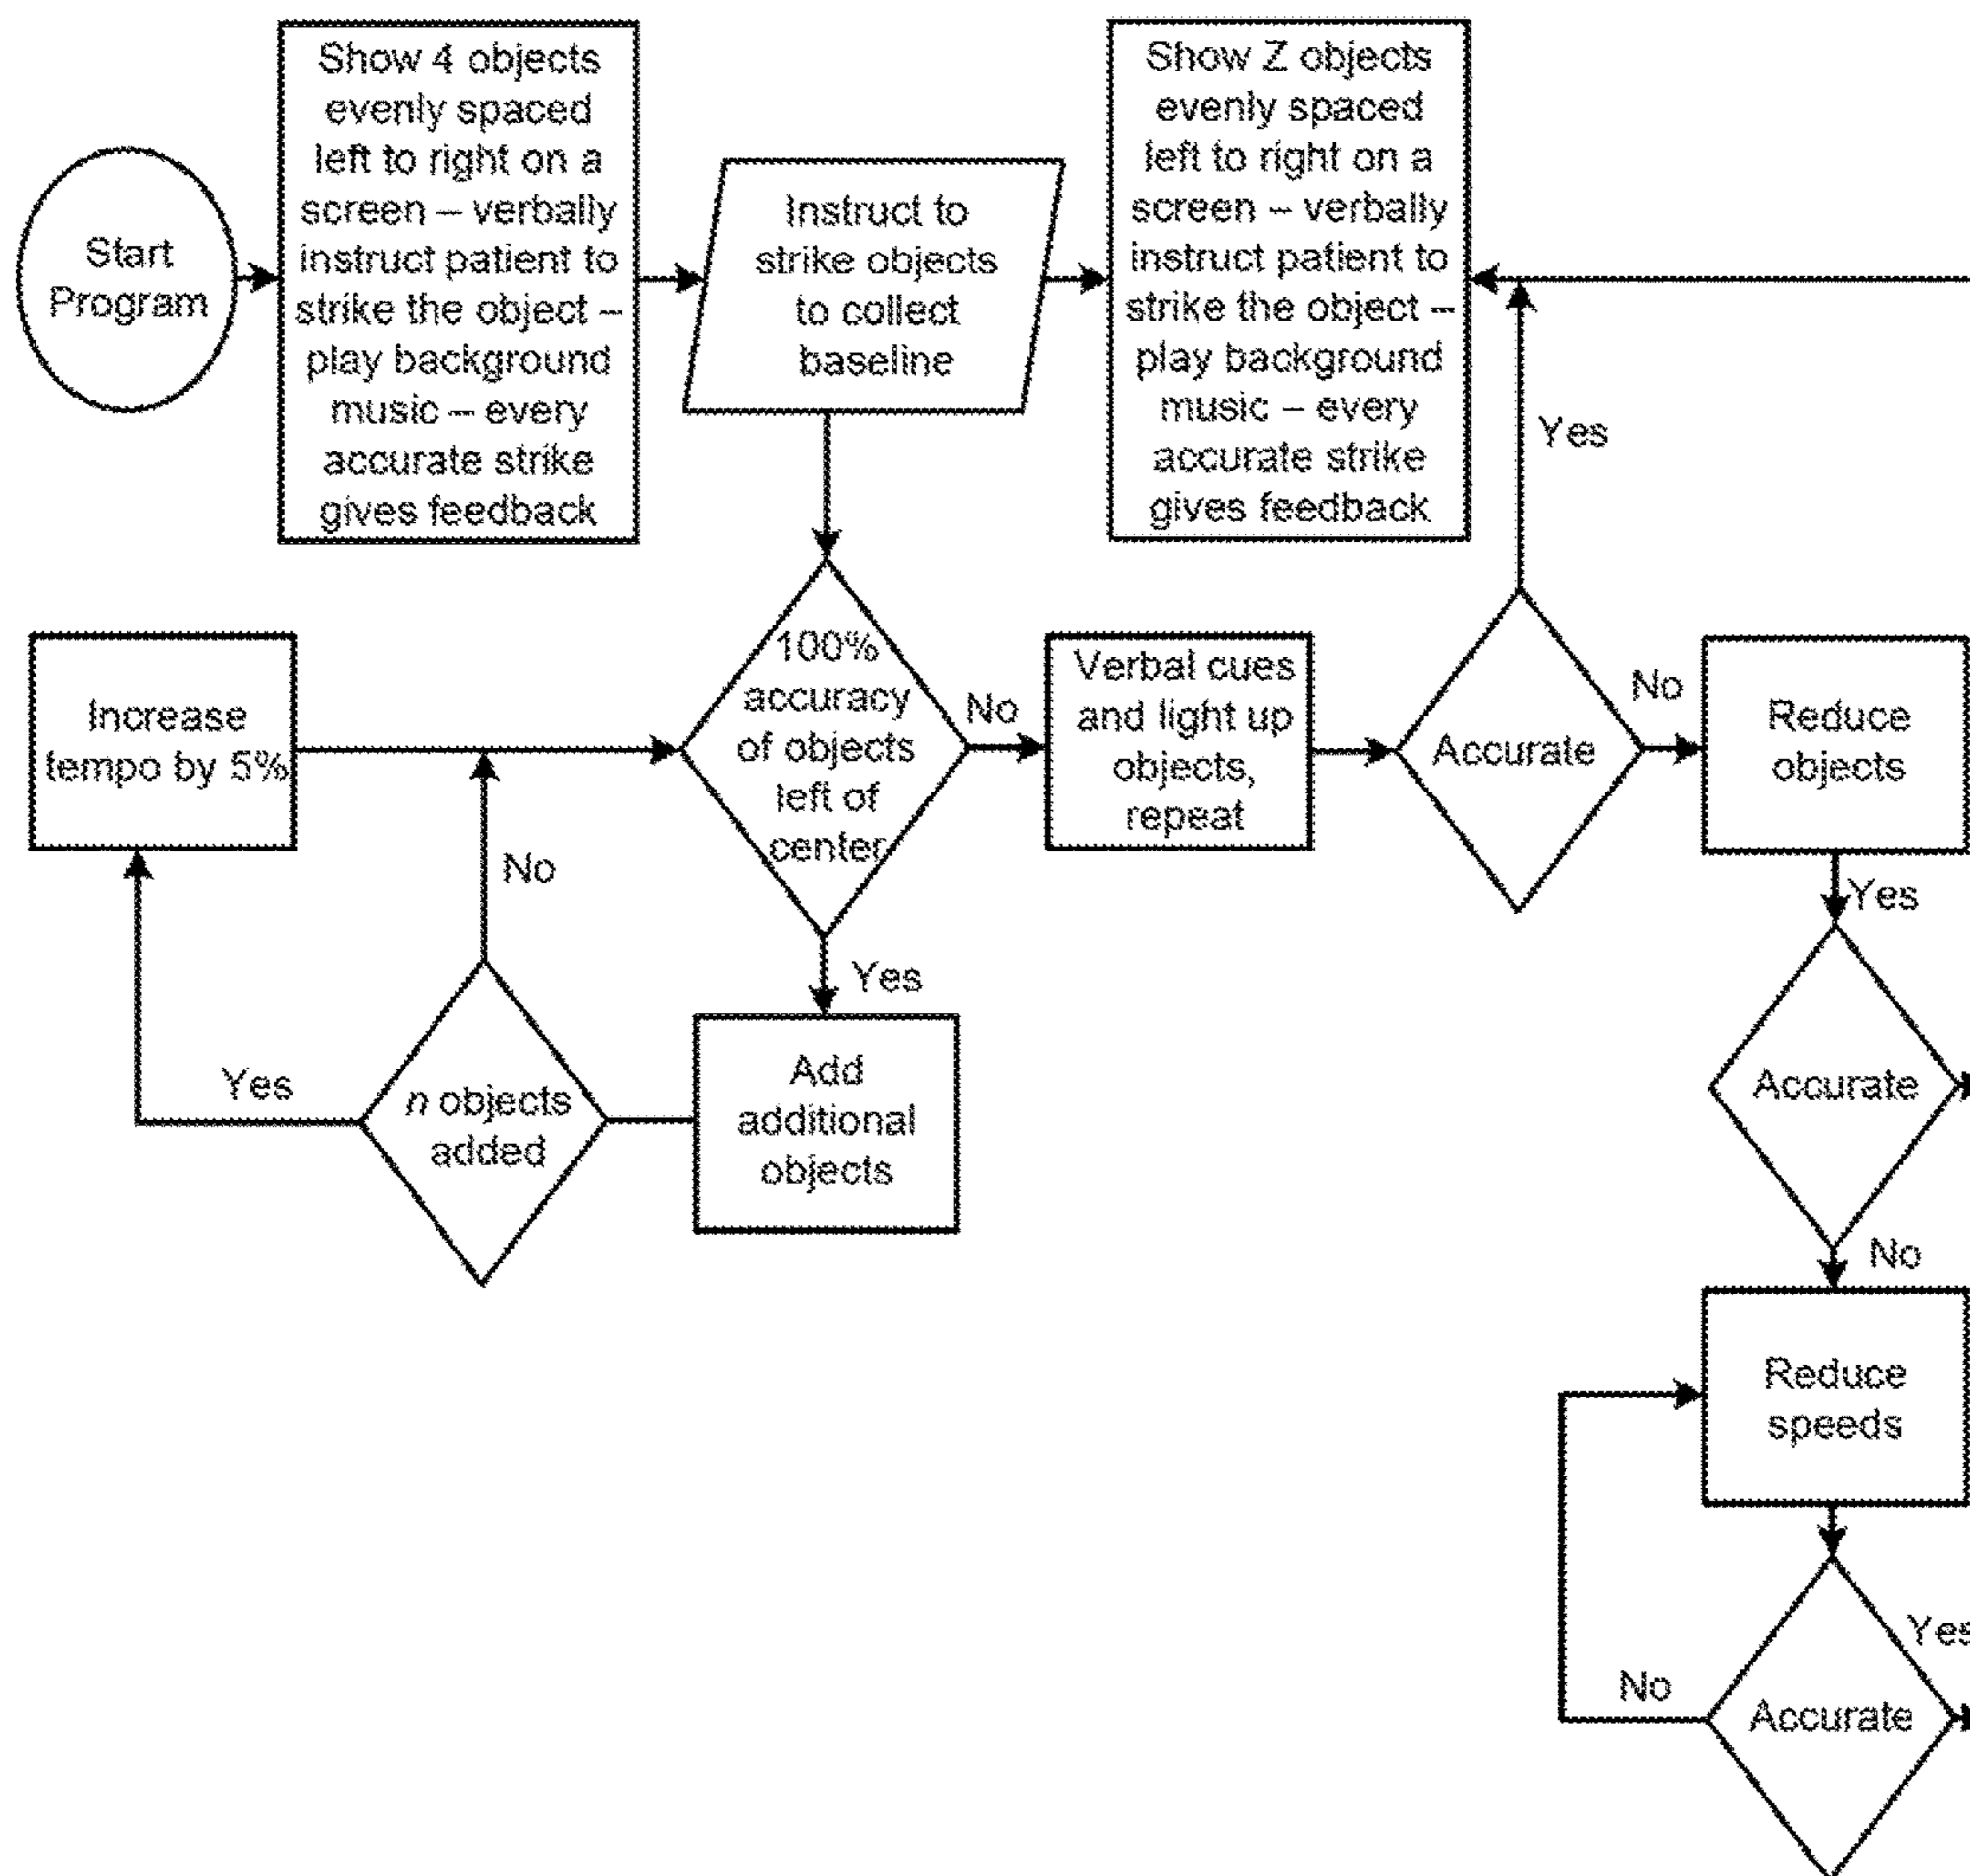 Start
Program
Show 4 objects
evenly spaced
left to right on a
screen – verbally
instruct patient to
strike the object –
play background
music – every
accurate strike
gives feedback
Instruct to
strike objects
to collect
baseline
Show Z objects
evenly spaced
left to right on a
screen – verbally
instruct patient to
strike the object –
play background
music – every
accurate strike
gives feedback
Yes
Increase
tempo by 5%
100%
accuracy
of objects
left of
center
No
Verbal cues
and light up
objects,
repeat
Accurate
No
Reduce
objects
No
Yes
Yes
Yes
n objects
added
Add
additional
objects
Accurate
No
Reduce
speeds
Yes
No
Accurate